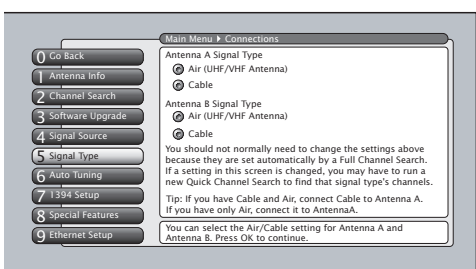 Main Menu ▸ Connections
0 Go Back
1 Antenna Info
2 Channel Search
3 Software Upgrade
4 Signal Source
5 Signal Type
6 Auto Tuning
7 1394 Setup
8 Special Features
9 Ethernet Setup
Antenna A Signal Type
Air (UHF/VHF Antenna)
Cable
Antenna B Signal Type
Air (UHF/VHF Antenna)
Cable
You should not normally need to change the settings above
because they are set automatically by a Full Channel Search.
If a setting in this screen is changed, you may have to run a
new Quick Channel Search to find that signal type's channels.
Tip: If you have Cable and Air, connect Cable to Antenna A.
If you have only Air, connect it to AntennaA.
You can select the Air/Cable setting for Antenna A and
Antenna B. Press OK to continue.